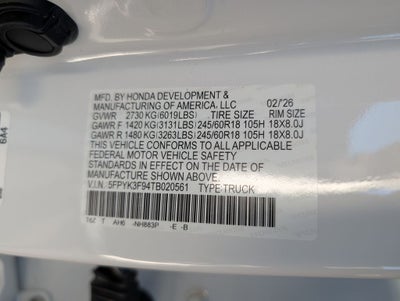 MFD. BY HONDA DEVELOPMENT &
MANUFACTURING OF AMERICA, LLC 02/'26
GVWR 2730 KG(6019LBS) TIRE SIZE RIM SIZE
GAWR F 1420 KG(3131LBS) 245/60R18 105H 18X8.0J
GAWR R 1480 KG(3263LBS) 245/60R18 105H 18X8.0J
THIS VEHICLE CONFORMS TO ALL APPLICABLE
FEDERAL MOTOR VEHICLE SAFETY
STANDARDS IN EFFECT ON THE DATE OF
MANUFACTURE SHOWN ABOVE.
V.I.N. 5FPYK3F94TB020561 TYPE:TRUCK
T6Z T AH6 -NH883P -E -B